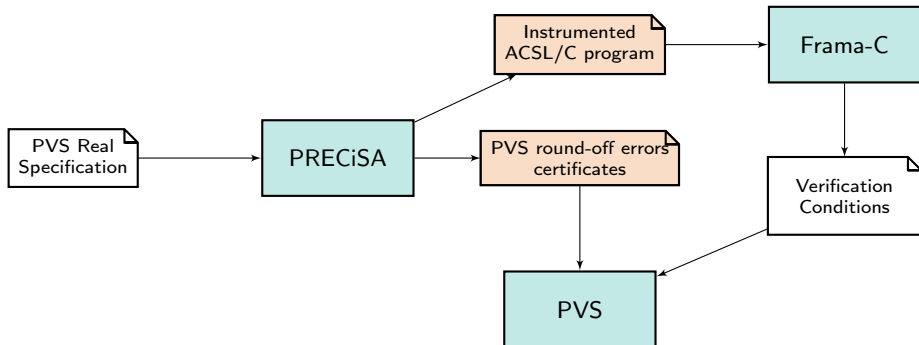 Instrumented
ACSL/C program
Frama-C
PVS Real
Specification
PRECiSA
PVS round-off errors
certificates
Verification
Conditions
PVS